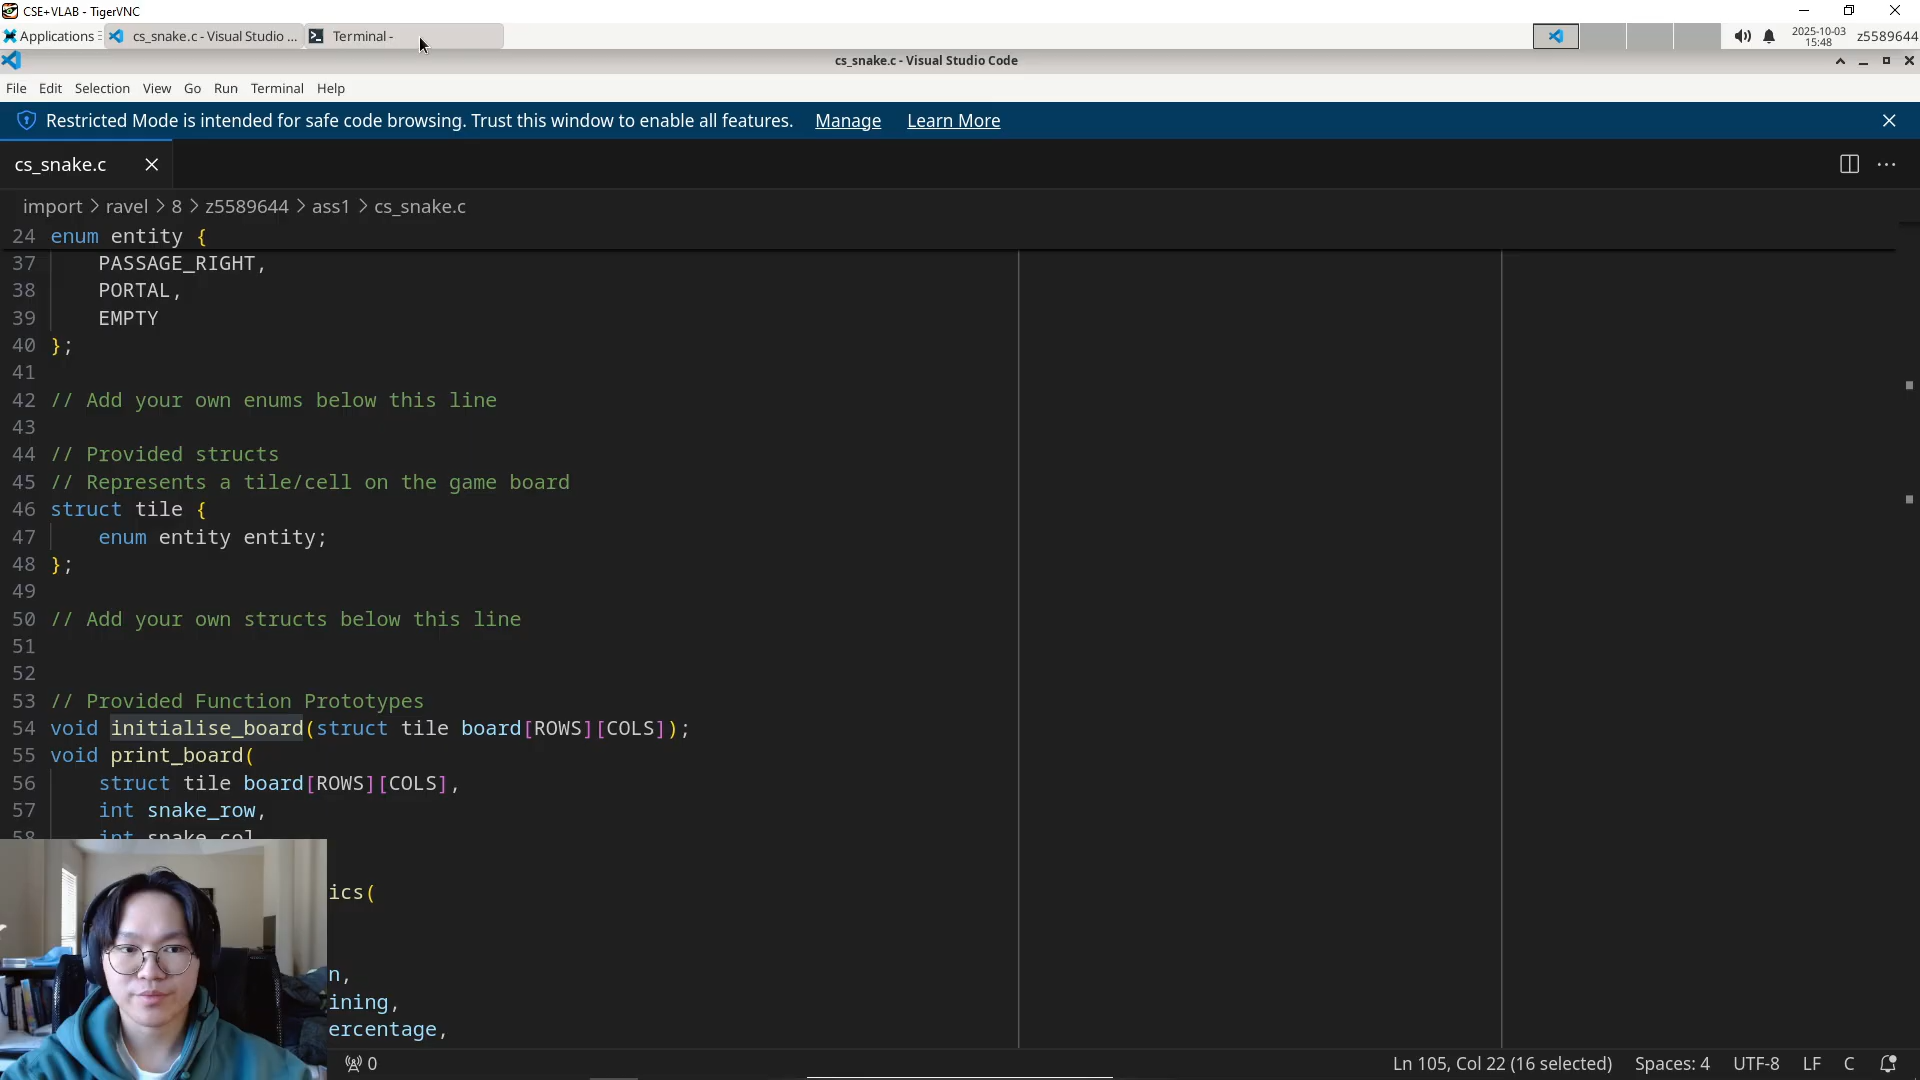 CSE+VLAB - TigerVNC
Applications
cs_snake.c - Visual Studio ...
Terminal -
2025-10-03
15:48
z5589644
cs_snake.c - Visual Studio Code
File Edit Selection View Go Run Terminal Help
Restricted Mode is intended for safe code browsing. Trust this window to enable all features. Manage Learn More
cs_snake.c
import > ravel > 8 > z5589644 > ass1 > cs_snake.c
24 enum entity {
37 PASSAGE_RIGHT,
38 PORTAL,
39 EMPTY
40 };
41
42 // Add your own enums below this line
43
44 // Provided structs
45 // Represents a tile/cell on the game board
46 struct tile {
47 enum entity entity;
48 };
49
50 // Add your own structs below this line
51
52
53 // Provided Function Prototypes
54 void initialise_board(struct tile board[ROWS][COLS]);
55 void print_board(
56 struct tile board[ROWS][COLS],
57 int snake_row,
58 int snake_col
ics(
n,
ining,
ercentage,
0
Ln 105, Col 22 (16 selected) Spaces: 4 UTF-8 LF C